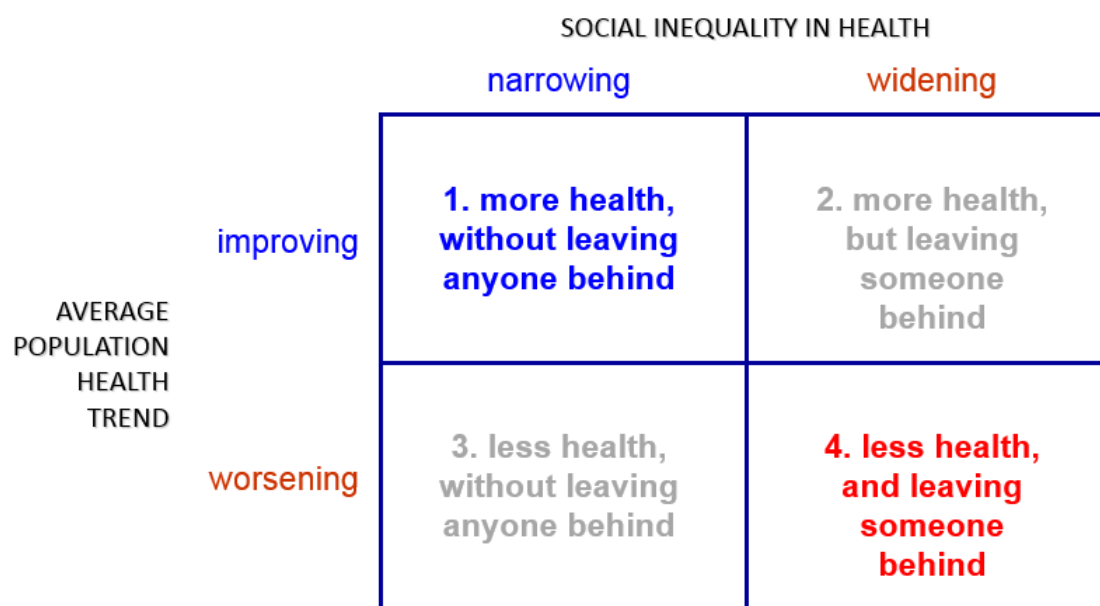 SOCIAL INEQUALITY IN HEALTH
narrowing
widening
improving
1. more health,
without leaving
anyone behind
2. more health,
but leaving
someone
behind
AVERAGE
POPULATION
HEALTH
TREND
worsening
3. less health,
without leaving
anyone behind
4. less health,
and leaving
someone
behind